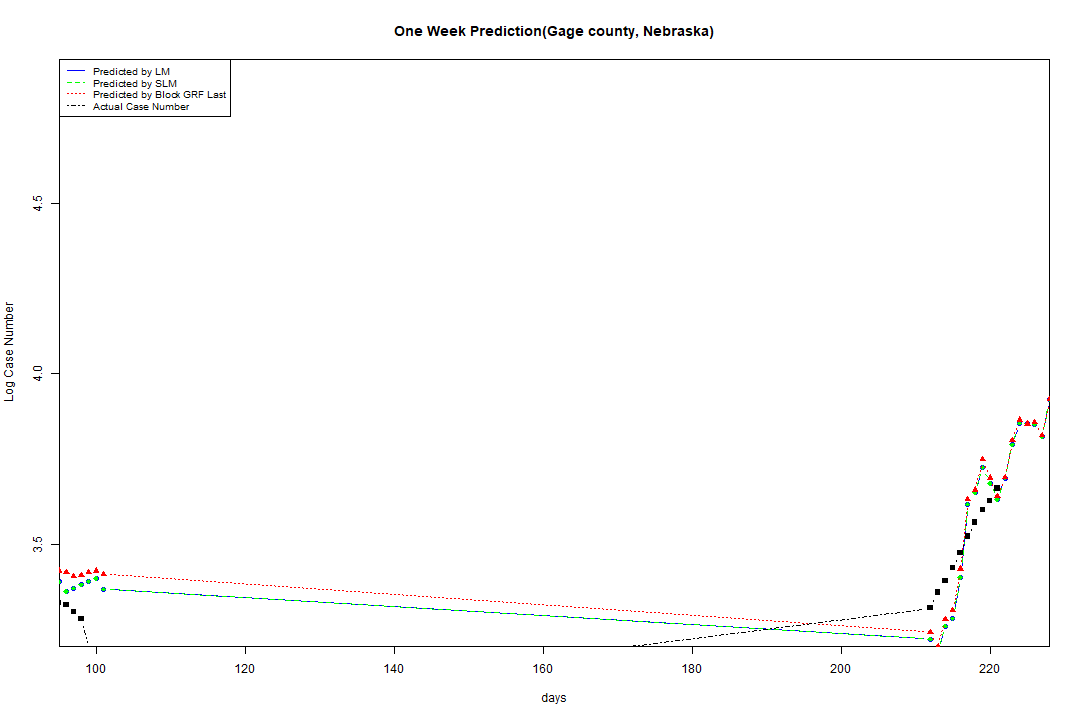 One Week Prediction(Gage county, Nebraska)
Predicted by LM
Predicted by SLM
Predicted by Block GRF Last
Actual Case Number
Log Case Number
4.5
4.0
3.5
100 120 140 160 180 200 220
days